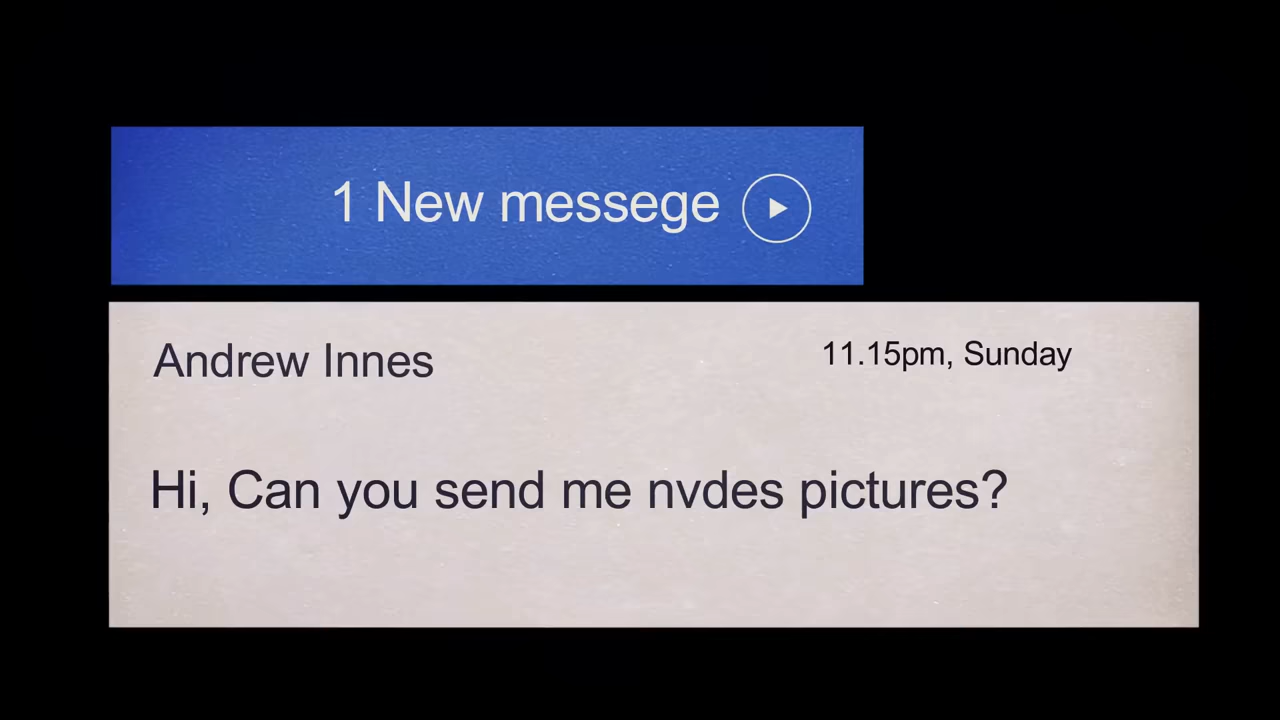 1 New messege
Andrew Innes
11.15pm, Sunday
Hi, Can you send me nvdes pictures?